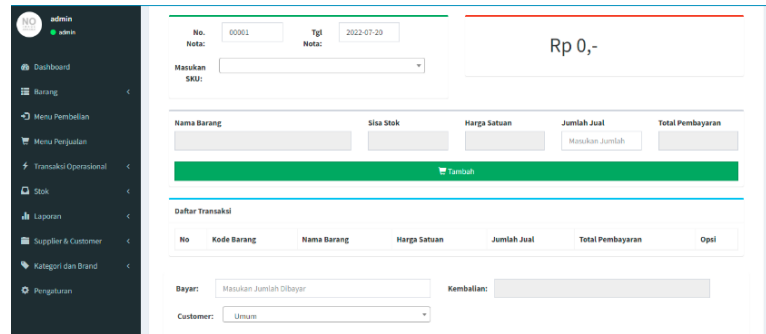 NO
admin
admin
Dashboard
Barang
Menu Pembelian
Menu Penjualan
Transaksi Operasional
Stok
Laporan
Supplier & Customer
Kategori dan Brand
Pengaturan
No. Nota: 00001 Tgl Nota: 2022-07-20
Masukan SKU:
Rp 0,-
Nama Barang Sisa Stok Harga Satuan Jumlah Jual Total Pembayaran
Masukan Jumlah
Tambah
Daftar Transaksi
No Kode Barang Nama Barang Harga Satuan Jumlah Jual Total Pembayaran Opsi
Bayar: Masukan Jumlah Dibayar Kembalian:
Customer: Umum